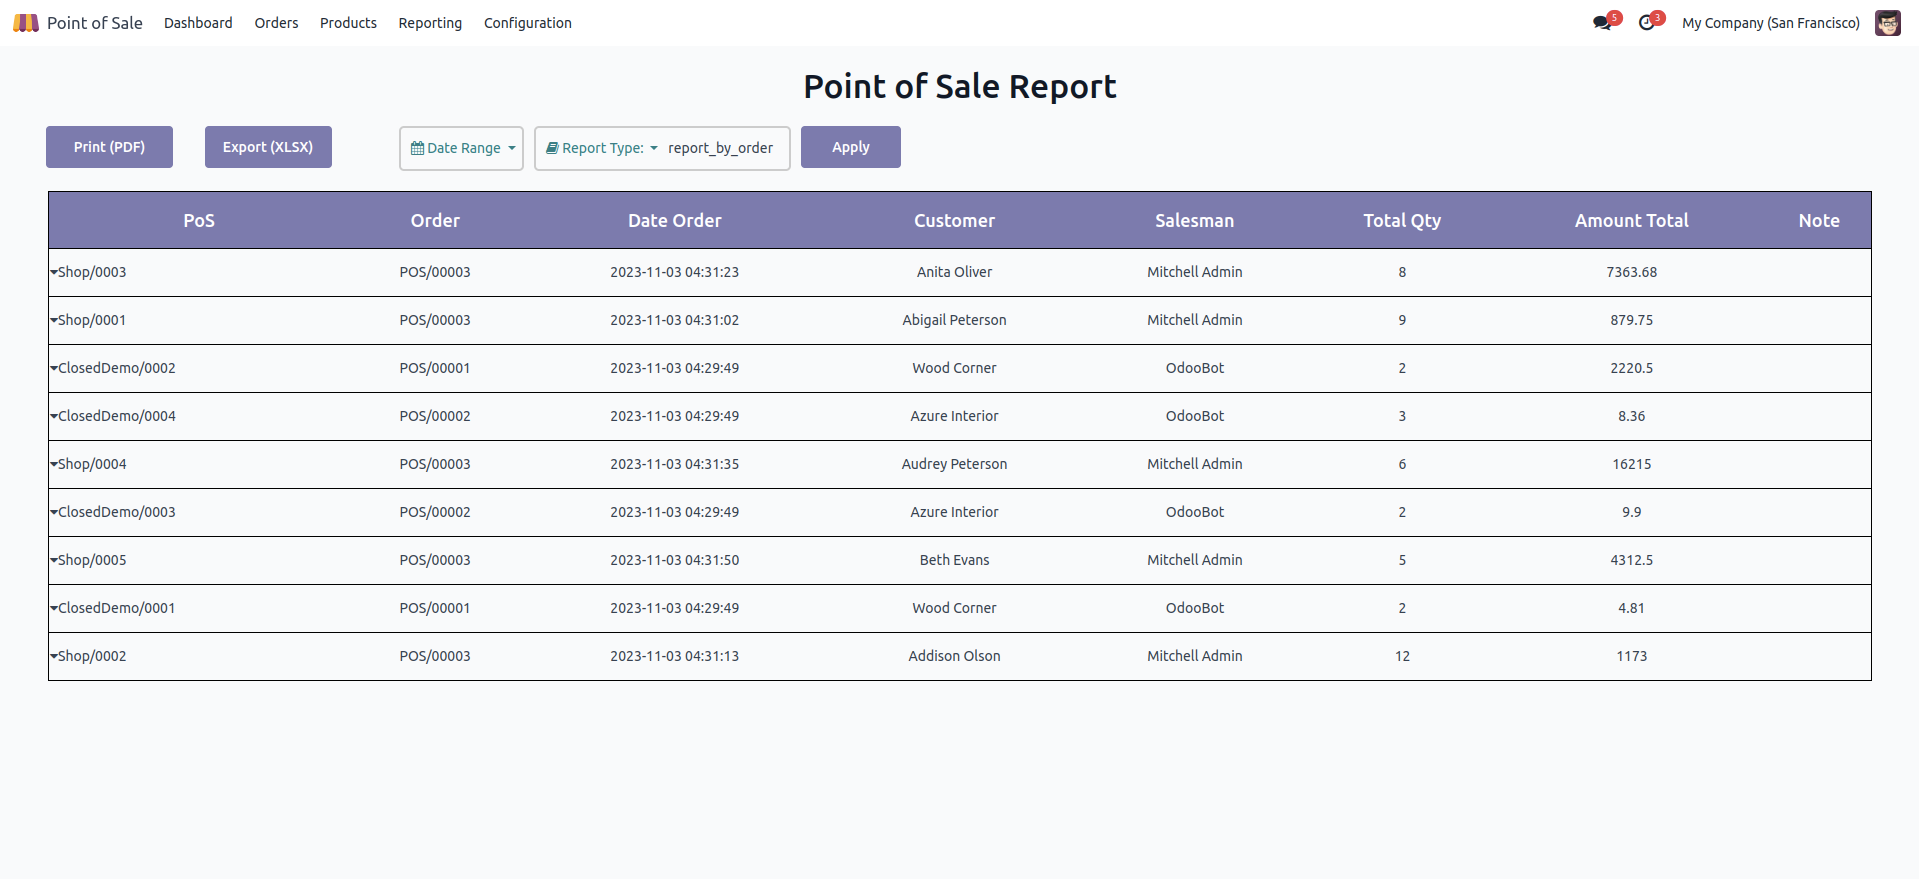 Point of Sale Dashboard Orders Products Reporting Configuration 5 3 My Company (San Francisco)
Point of Sale Report
Print (PDF) Export (XLSX) Date Range Report Type: report_by_order Apply
PoS Order Date Order Customer Salesman Total Qty Amount Total Note
Shop/0003 POS/00003 2023-11-03 04:31:23 Anita Oliver Mitchell Admin 8 7363.68
Shop/0001 POS/00003 2023-11-03 04:31:02 Abigail Peterson Mitchell Admin 9 879.75
ClosedDemo/0002 POS/00001 2023-11-03 04:29:49 Wood Corner OdooBot 2 2220.5
ClosedDemo/0004 POS/00002 2023-11-03 04:29:49 Azure Interior OdooBot 3 8.36
Shop/0004 POS/00003 2023-11-03 04:31:35 Audrey Peterson Mitchell Admin 6 16215
ClosedDemo/0003 POS/00002 2023-11-03 04:29:49 Azure Interior OdooBot 2 9.9
Shop/0005 POS/00003 2023-11-03 04:31:50 Beth Evans Mitchell Admin 5 4312.5
ClosedDemo/0001 POS/00001 2023-11-03 04:29:49 Wood Corner OdooBot 2 4.81
Shop/0002 POS/00003 2023-11-03 04:31:13 Addison Olson Mitchell Admin 12 1173